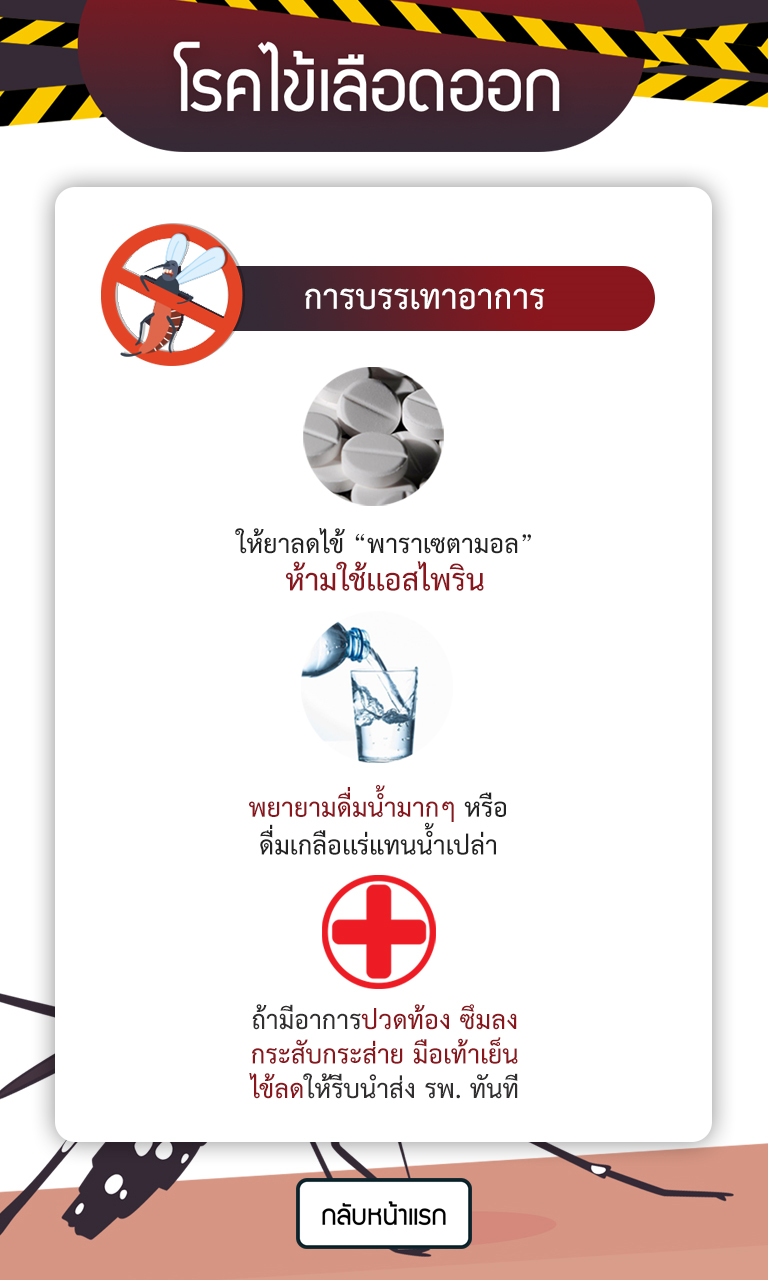 โรคไข้เลือดออก
การบรรเทาอาการ
ให้ยาลดไข้ “พาราเซตามอล”
ห้ามใช้แอสไพริน
พยายามดื่มน้ำมากๆ หรือ
ดื่มเกลือแร่แทนน้ำเปล่า
ถ้ามีอาการปวดท้อง ซึมลง
กระสับกระส่าย มือเท้าเย็น
ไข้ลดให้รีบนำส่ง รพ. ทันที
กลับหน้าแรก